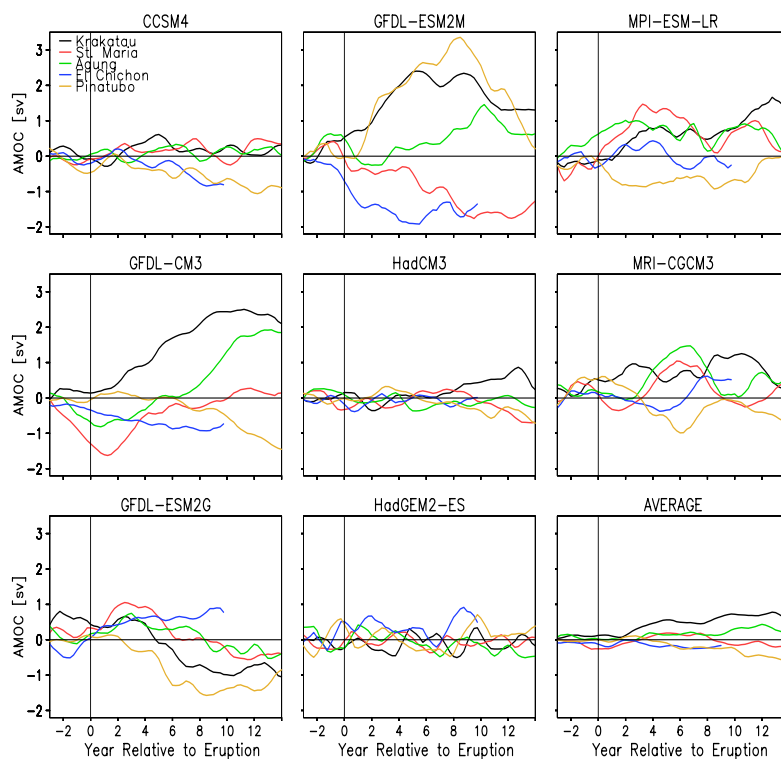 CCSM4
GFDL-ESM2M
MPI-ESM-LR
Krakatau
St. Maria
Agung
El Chichon
Pinatubo
AMOC [sv]
3
2
1
0
-1
-2
GFDL-CM3
HadCM3
MRI-CGCM3
AMOC [sv]
3
2
1
0
-1
-2
GFDL-ESM2G
HadGEM2-ES
AVERAGE
AMOC [sv]
3
2
1
0
-1
-2
-2 0 2 4 6 8 10 12 14
-2 0 2 4 6 8 10 12 14
-2 0 2 4 6 8 10 12
Year Relative to Eruption
Year Relative to Eruption
Year Relative to Eruption